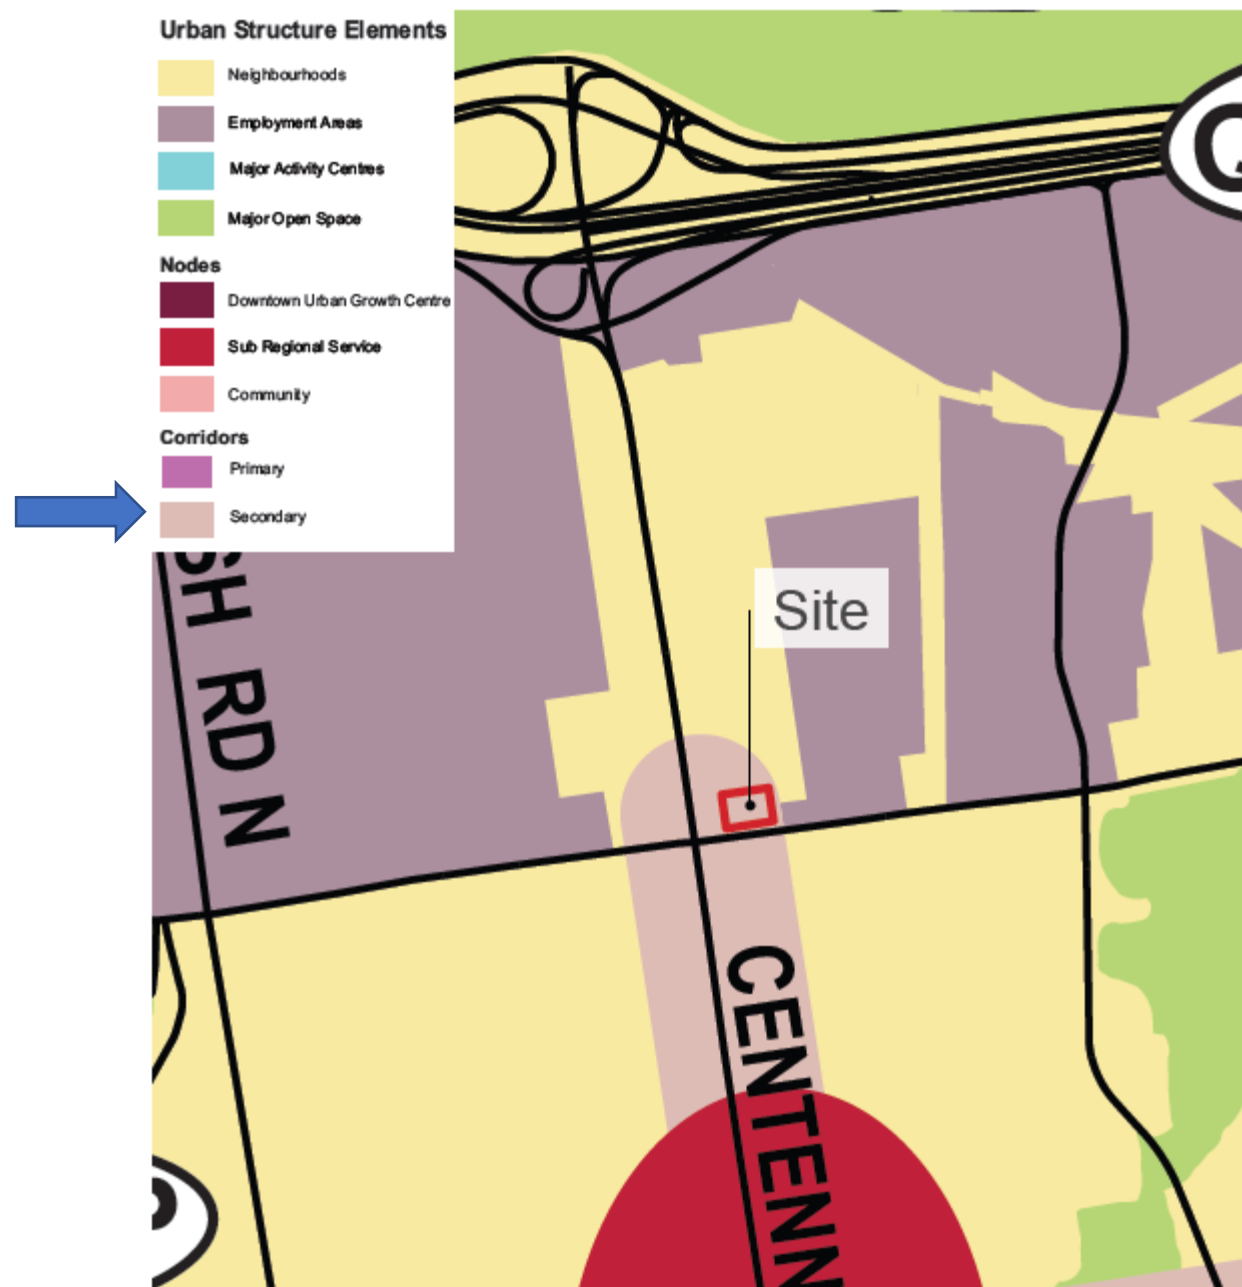 Urban Structure Elements
Neighbourhoods
Employment Areas
Major Activity Centres
Major Open Space
Nodes
Downtown Urban Growth Centre
Sub Regional Service
Community
Corridors
Primary
Secondary
Site
RD N
CENTENN